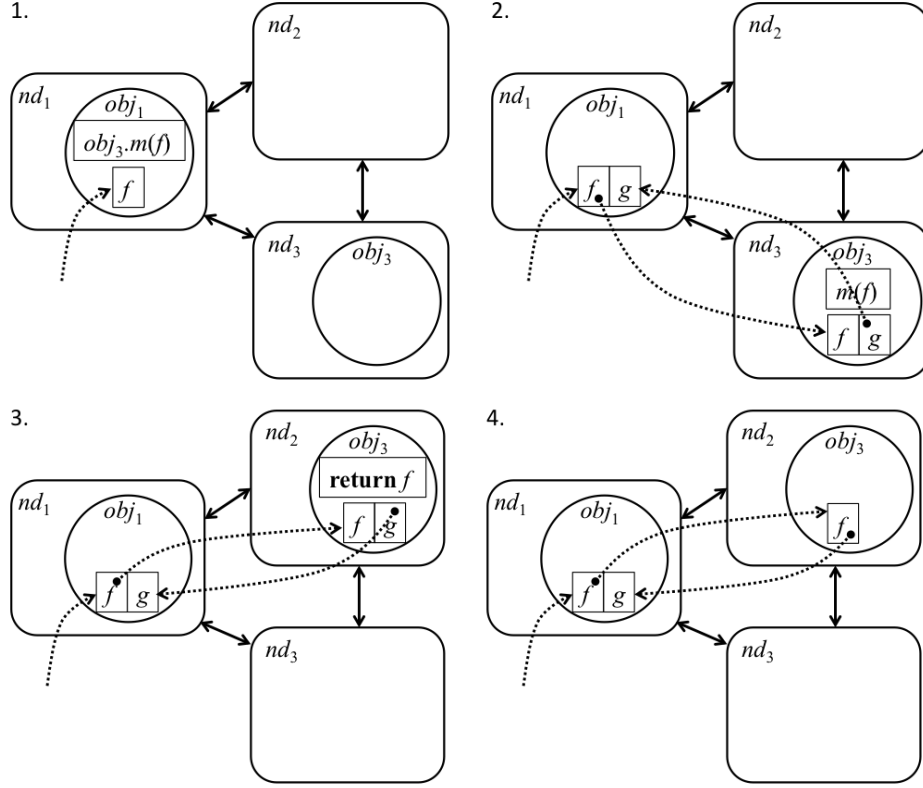 1.
nd₂
nd₁
obj₁
obj₃.m(f)
f
nd₃
obj₃
2.
nd₂
nd₁
obj₁
f g
nd₃
obj₃
m(f)
f g
3.
nd₂
obj₃
return f
f g
nd₁
obj₁
f g
nd₃
4.
nd₂
obj₃
f
nd₁
obj₁
f g
nd₃